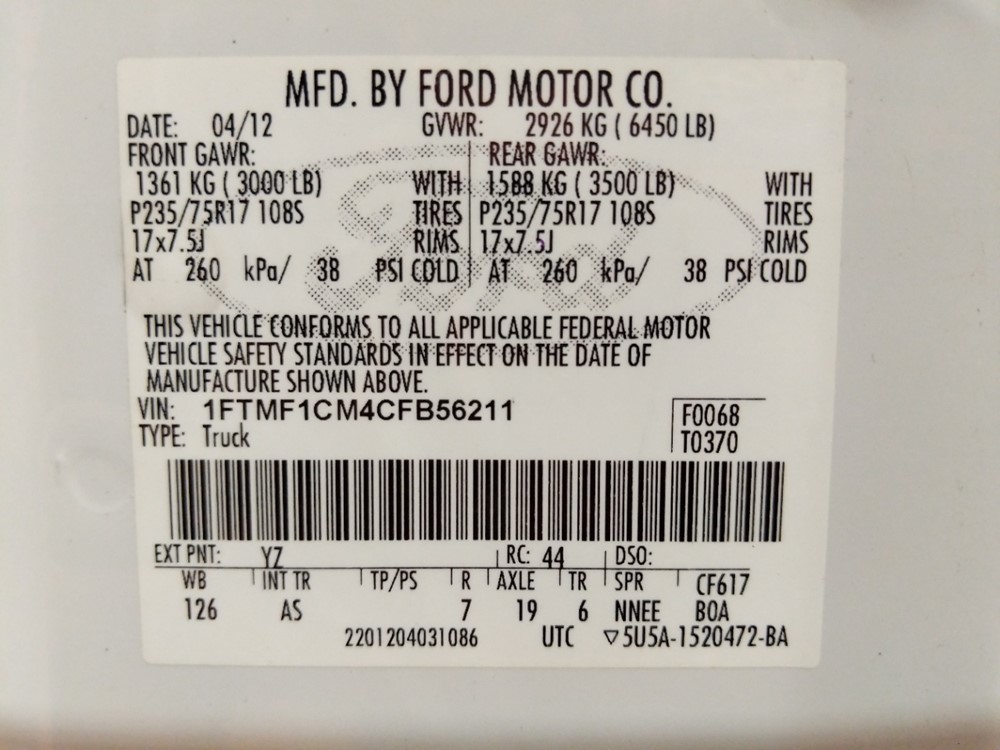 MFD. BY FORD MOTOR CO.
DATE: 04/12 GVWR: 2926 KG ( 6450 LB)
FRONT GAWR: REAR GAWR:
1361 KG ( 3000 LB) WITH 1588 KG ( 3500 LB) WITH
P235/75R17 108S TIRES P235/75R17 108S TIRES
17x7.5J RIMS 17x7.5J RIMS
AT 260 kPa/ 38 PSI COLD AT 260 kPa/ 38 PSI COLD
Ford
THIS VEHICLE CONFORMS TO ALL APPLICABLE FEDERAL MOTOR
VEHICLE SAFETY STANDARDS IN EFFECT ON THE DATE OF
MANUFACTURE SHOWN ABOVE.
VIN: 1FTMF1CM4CFB56211 F0068
TYPE: Truck T0370
EXT PNT: YZ RC: 44 DSO:
WB INT TR TP/PS R AXLE TR SPR CF617
126 AS 7 19 6 NNEE BOA
2201204031086 UTC ▽5U5A-1520472-BA